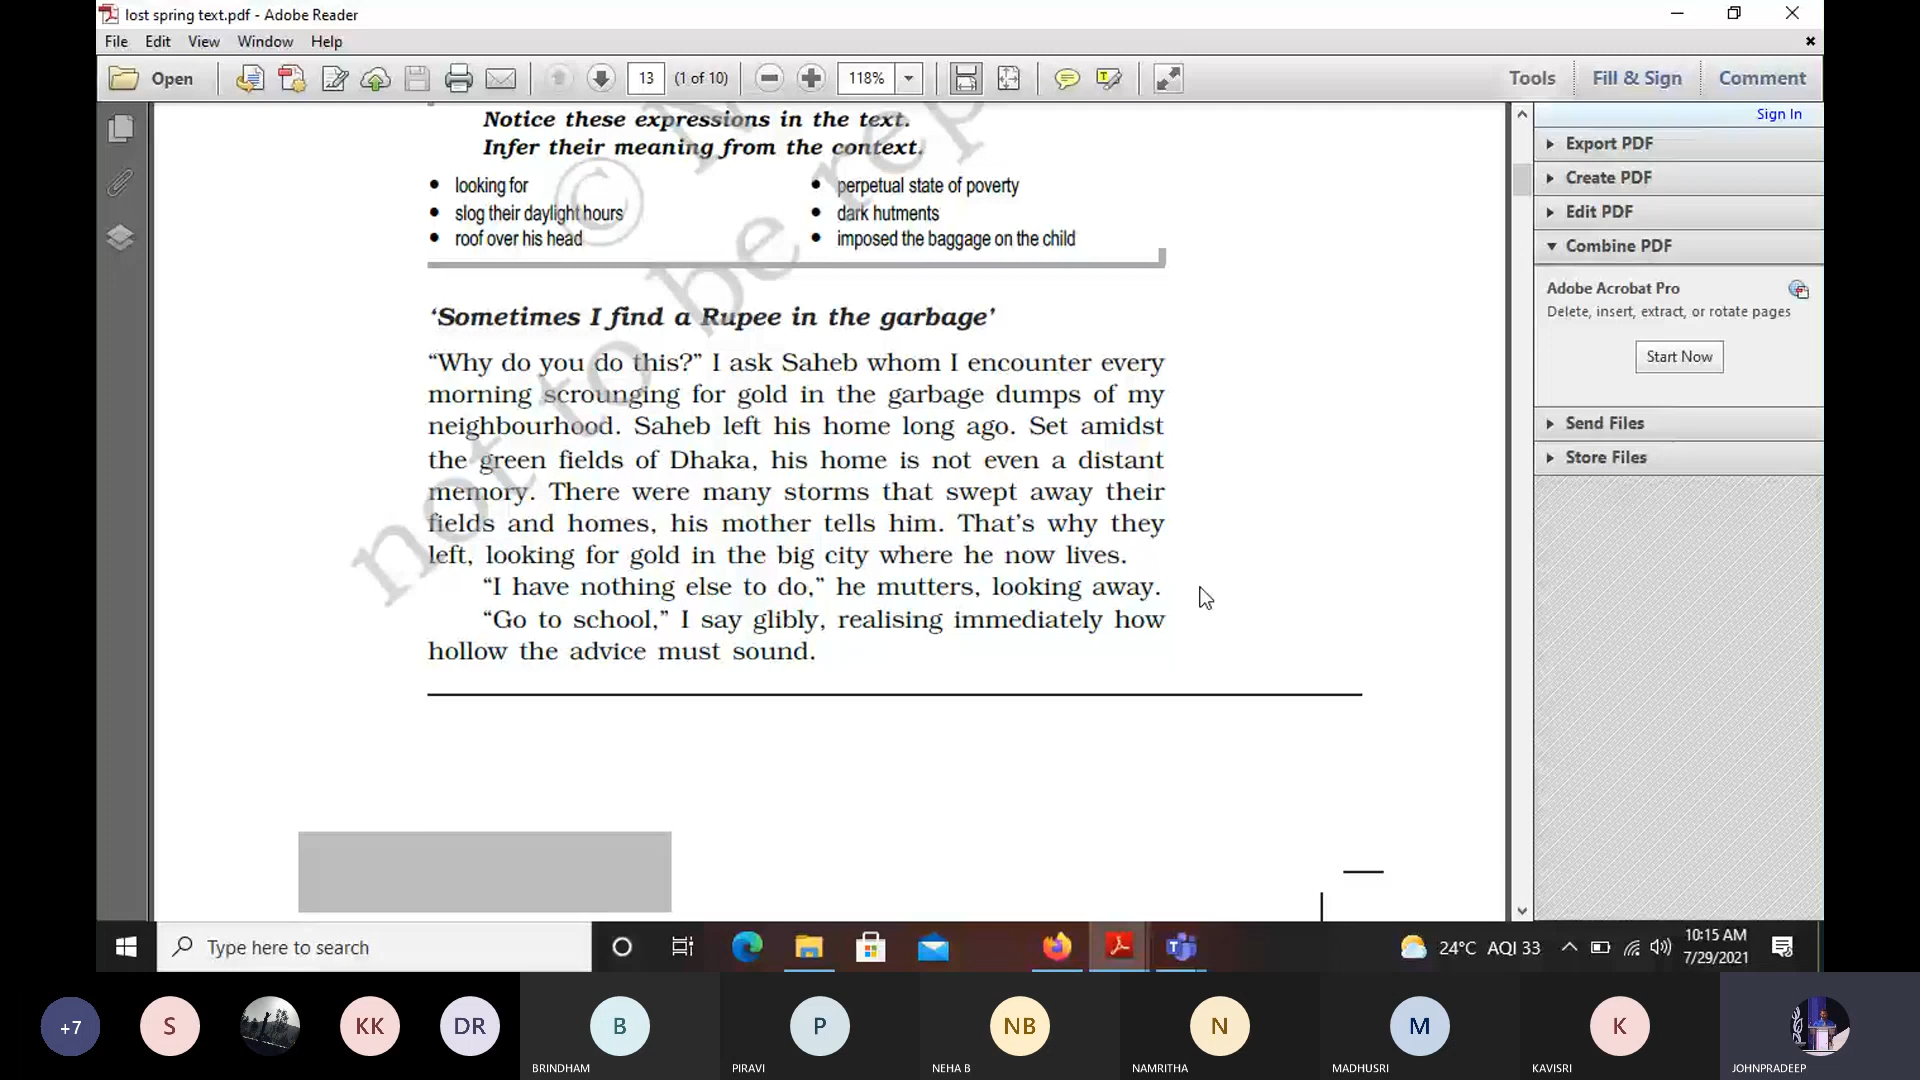 lost spring text.pdf - Adobe Reader
File Edit View Window Help
Open 13 (1 of 10) 118% Tools Fill & Sign Comment
Sign In
Export PDF
Create PDF
Edit PDF
Combine PDF
Adobe Acrobat Pro
Delete, insert, extract, or rotate pages
Start Now
Send Files
Store Files
Notice these expressions in the text.
Infer their meaning from the context.
• looking for
• slog their daylight hours
• roof over his head
• perpetual state of poverty
• dark hutments
• imposed the baggage on the child
‘Sometimes I find a Rupee in the garbage’
“Why do you do this?” I ask Saheb whom I encounter every
morning scrounging for gold in the garbage dumps of my
neighbourhood. Saheb left his home long ago. Set amidst
the green fields of Dhaka, his home is not even a distant
memory. There were many storms that swept away their
fields and homes, his mother tells him. That’s why they
left, looking for gold in the big city where he now lives.
“I have nothing else to do,” he mutters, looking away.
“Go to school,” I say glibly, realising immediately how
hollow the advice must sound.
not to be rep
Type here to search
24°C AQI 33
10:15 AM
7/29/2021
+7 S KK DR B P NB N M K
BRINDHAM PIRAVI NEHA B NAMRITHA MADHUSRI KAVISRI JOHNPRADEEP